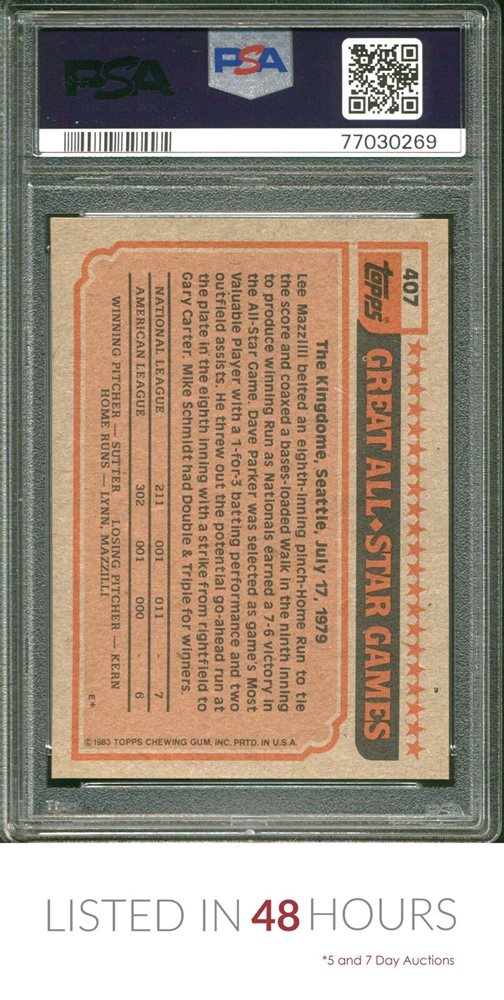 PSA
PSA
77030269
407
topps®
GREAT ALL★STAR GAMES
The Kingdome, Seattle, July 17, 1979
Lee Mazzilli belted an eighth-inning pinch-Home Run to tie
the score and coaxed a bases-loaded Walk in the ninth inning
to produce winning Run as Nationals earned a 7-6 victory in
the All-Star Game. Dave Parker was selected as game's Most
Valuable Player with a 1-for-3 batting performance and two
outfield assists. He threw out the potential go-ahead run at
the plate in the eighth inning with a strike from rightfield to
Gary Carter. Mike Schmidt had Double & Triple for winners.
NATIONAL LEAGUE 211 001 011 - 7
AMERICAN LEAGUE 302 001 000 - 6
WINNING PITCHER — SUTTER LOSING PITCHER — KERN
HOME RUNS — LYNN, MAZZILLI
E*
©1983 TOPPS CHEWING GUM, INC. PRTD. IN U.S.A.
LISTED IN 48 HOURS
*5 and 7 Day Auctions